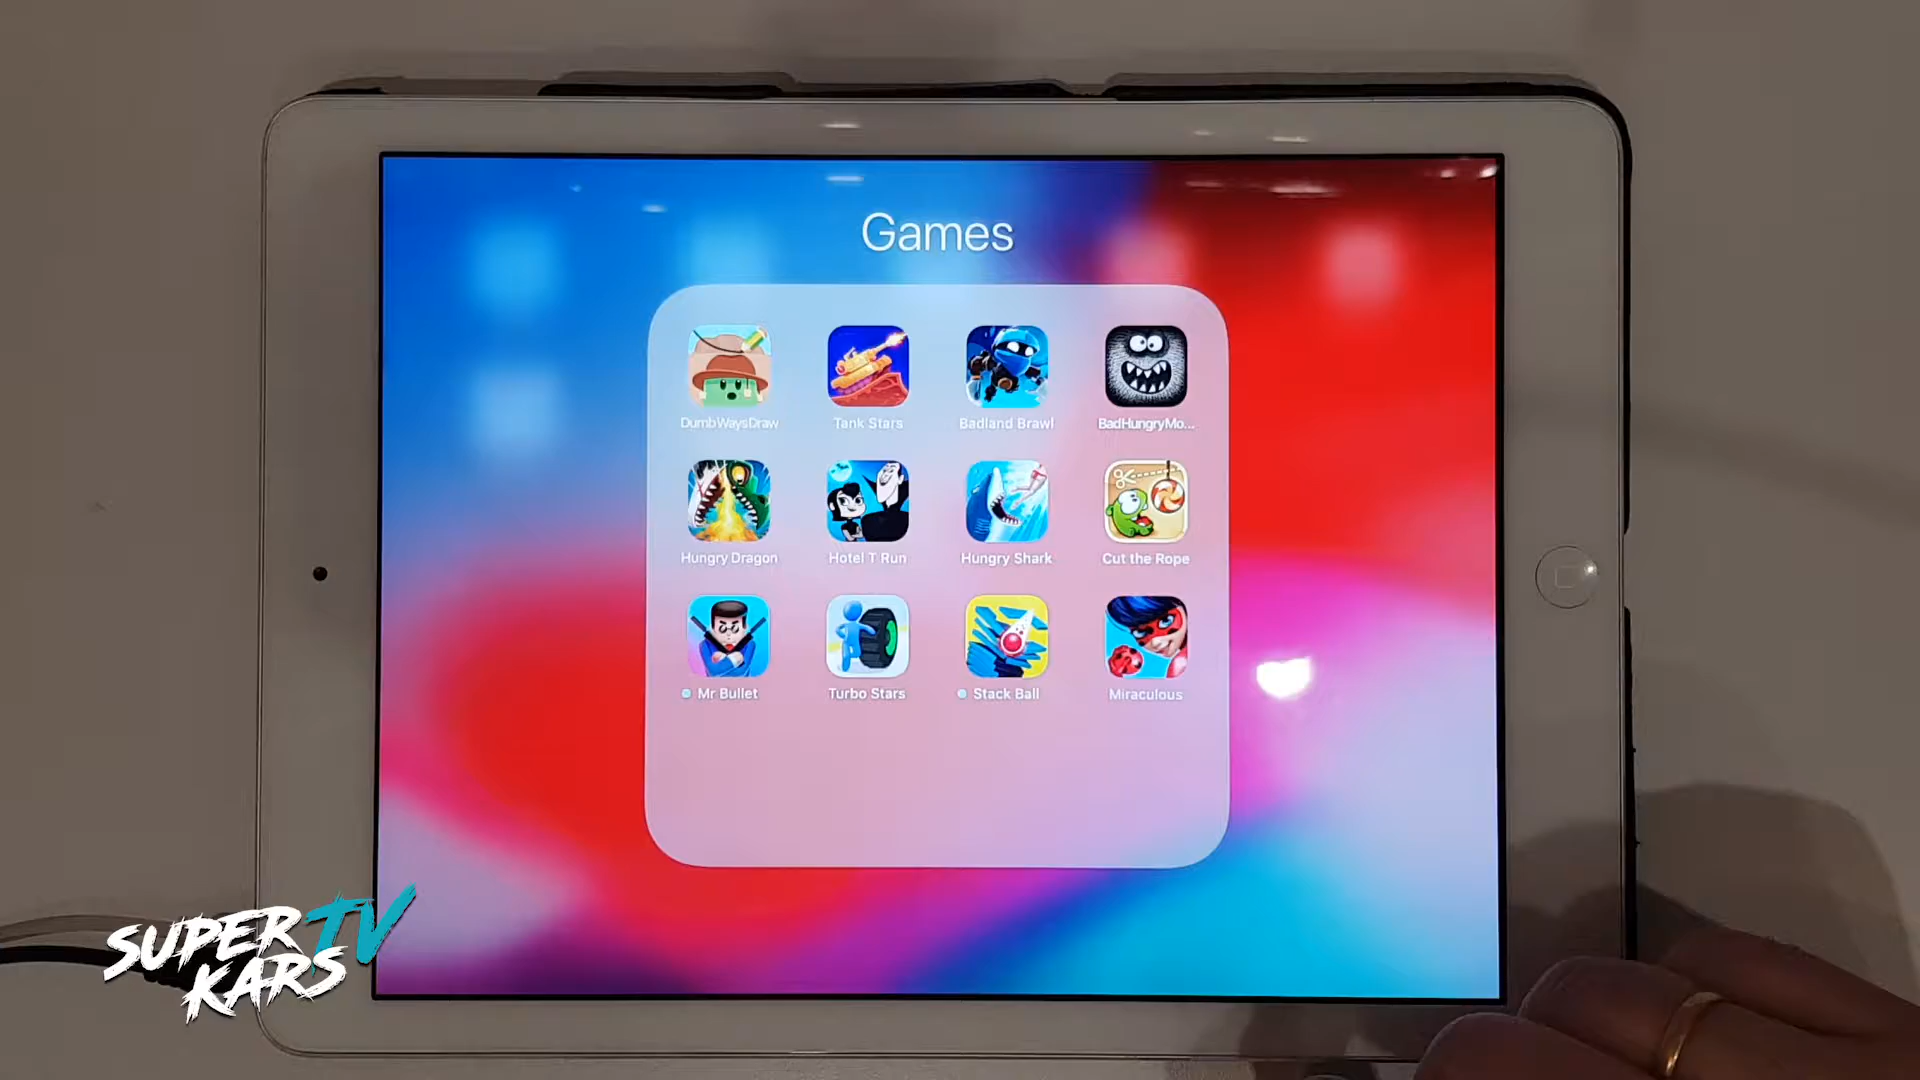 Games
DumbWaysDraw
Tank Stars
Badland Brawl
BadHungryMo...
Hungry Dragon
Hotel T Run
Hungry Shark
Cut the Rope
Mr Bullet
Turbo Stars
Stack Ball
Miraculous
SUPER TV
KARS